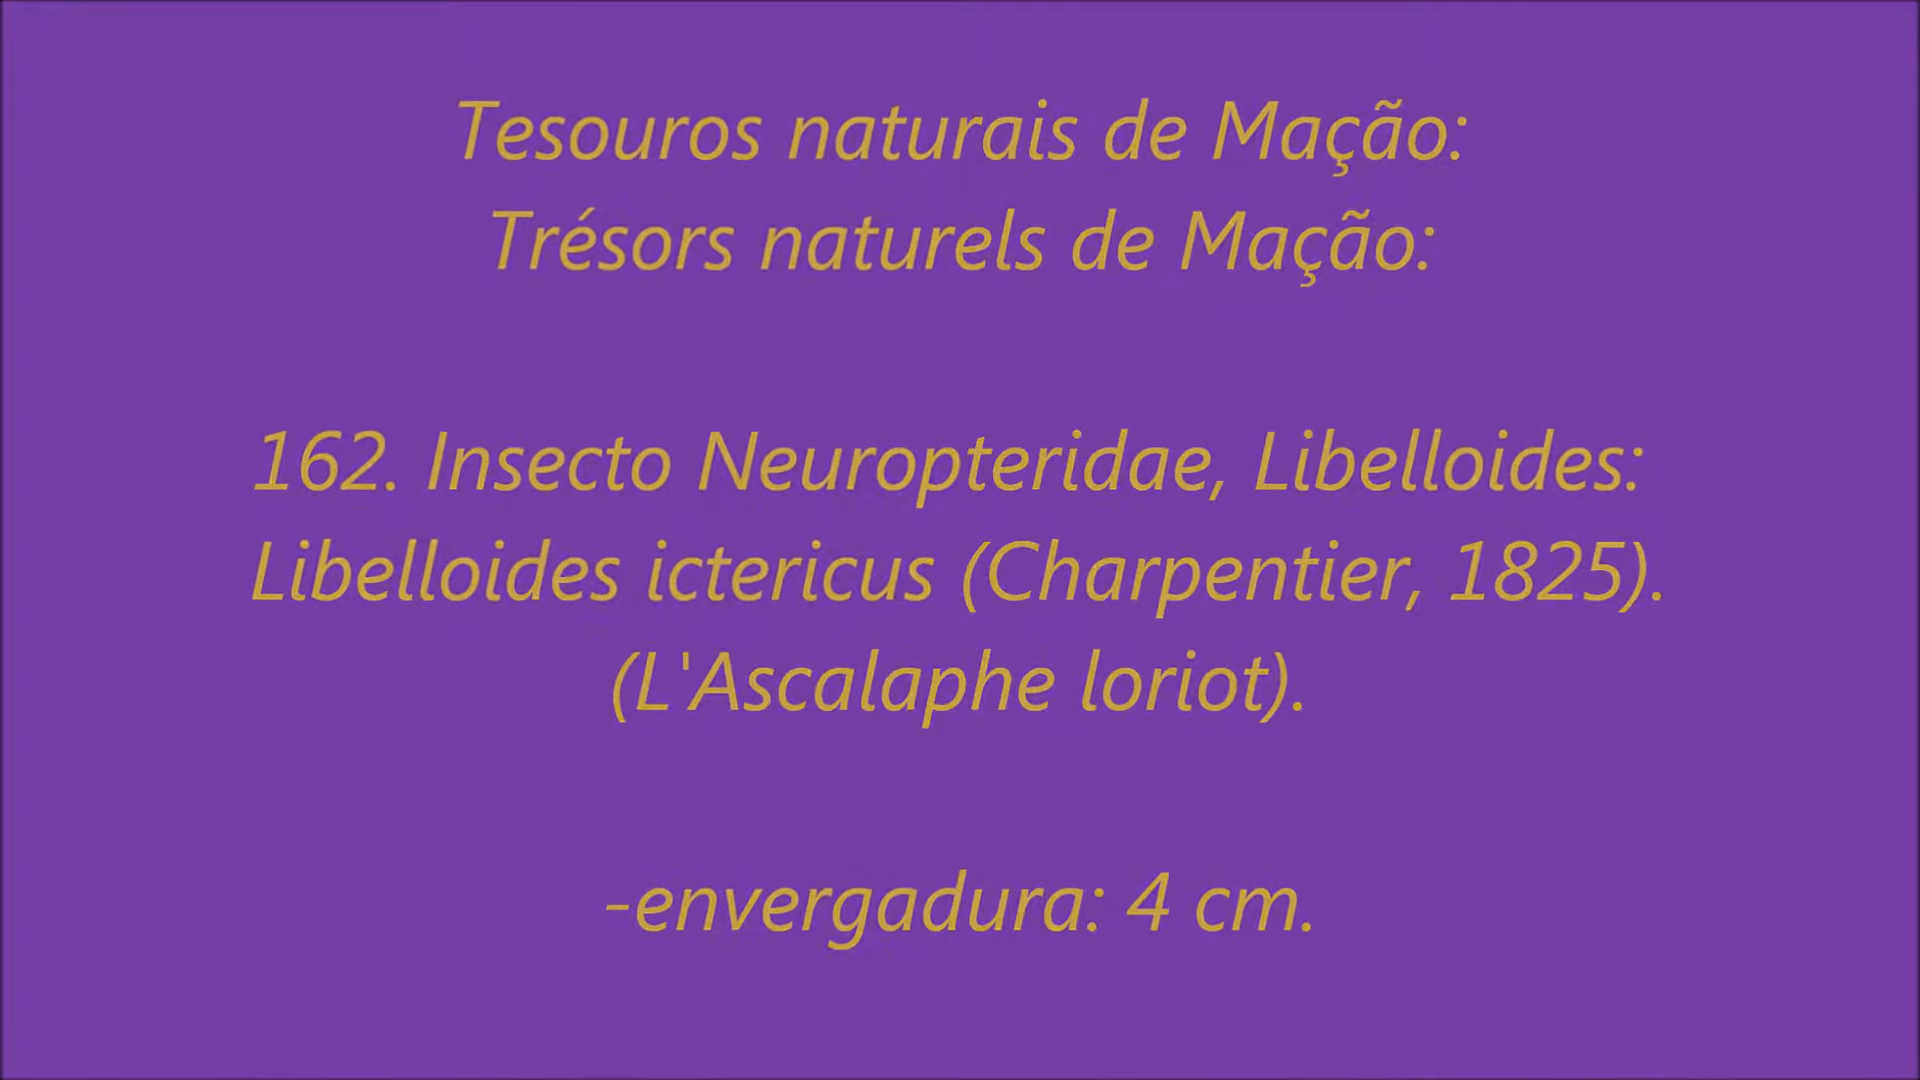 Tesouros naturais de Mação:
Trésors naturels de Mação:
162. Insecto Neuropteridae, Libelloides:
Libelloides ictericus (Charpentier, 1825).
(L'Ascalaphe loriot).
-envergadura: 4 cm.